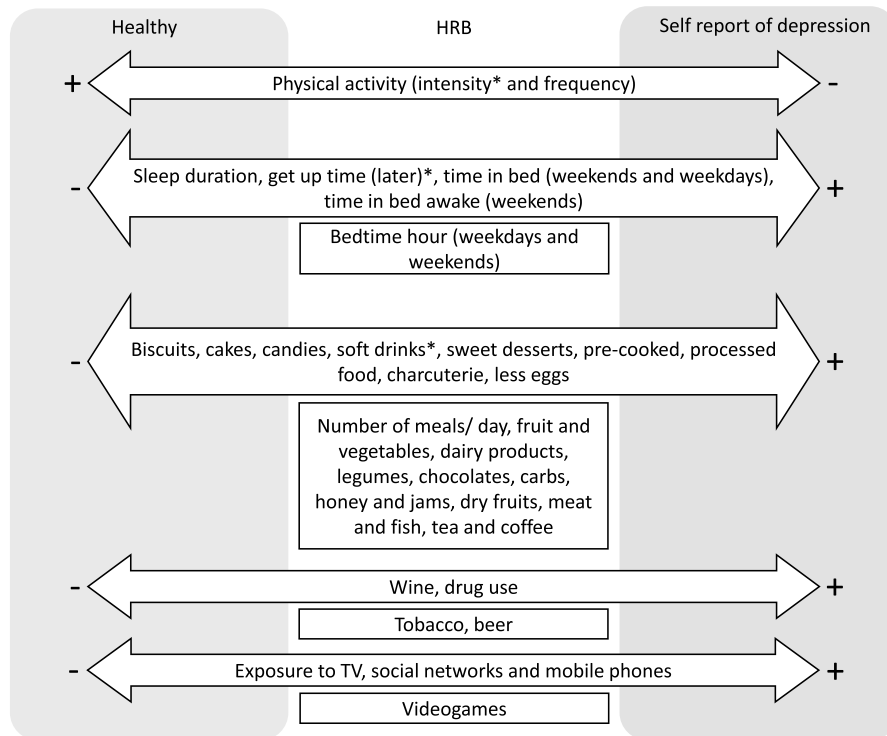 Healthy HRB Self report of depression
+ Physical activity (intensity* and frequency) -
Sleep duration, get up time (later)*, time in bed (weekends and weekdays),
- time in bed awake (weekends) +
Bedtime hour (weekdays and
weekends)
- Biscuits, cakes, candies, soft drinks*, sweet desserts, pre-cooked, processed +
food, charcuterie, less eggs
Number of meals/ day, fruit and
vegetables, dairy products,
legumes, chocolates, carbs,
honey and jams, dry fruits, meat
and fish, tea and coffee
- Wine, drug use +
Tobacco, beer
- Exposure to TV, social networks and mobile phones +
Videogames